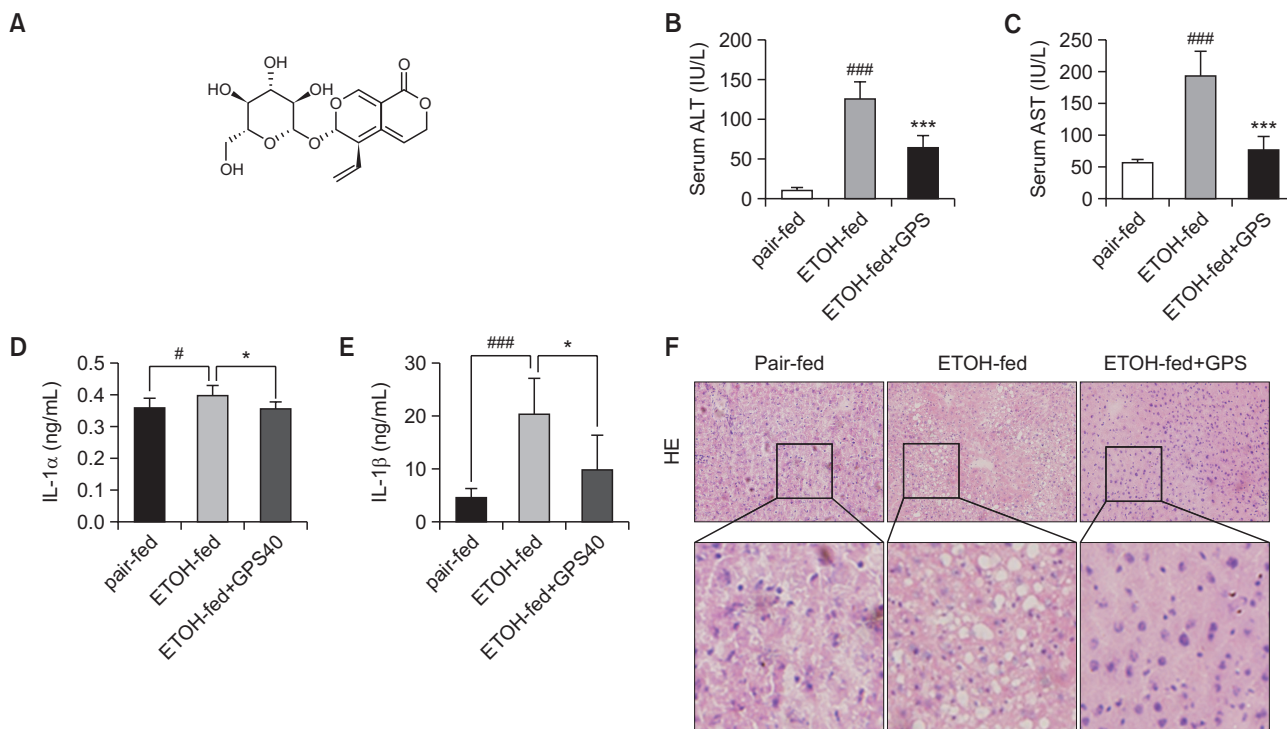 A
OH
HO
OH
O
O
O
O
O
HO
OH
B
200
150
100
50
0
Serum ALT (IU/L)
###
***
pair-fed
ETOH-fed
ETOH-fed+GPS
C
250
200
150
100
50
0
Serum AST (IU/L)
###
***
pair-fed
ETOH-fed
ETOH-fed+GPS
D
0.5
0.4
0.3
0.2
0.1
0.0
IL-1α (ng/mL)
#
*
pair-fed
ETOH-fed
ETOH-fed+GPS40
E
30
20
10
0
IL-1β (ng/mL)
###
*
pair-fed
ETOH-fed
ETOH-fed+GPS40
F
Pair-fed
ETOH-fed
ETOH-fed+GPS
HE